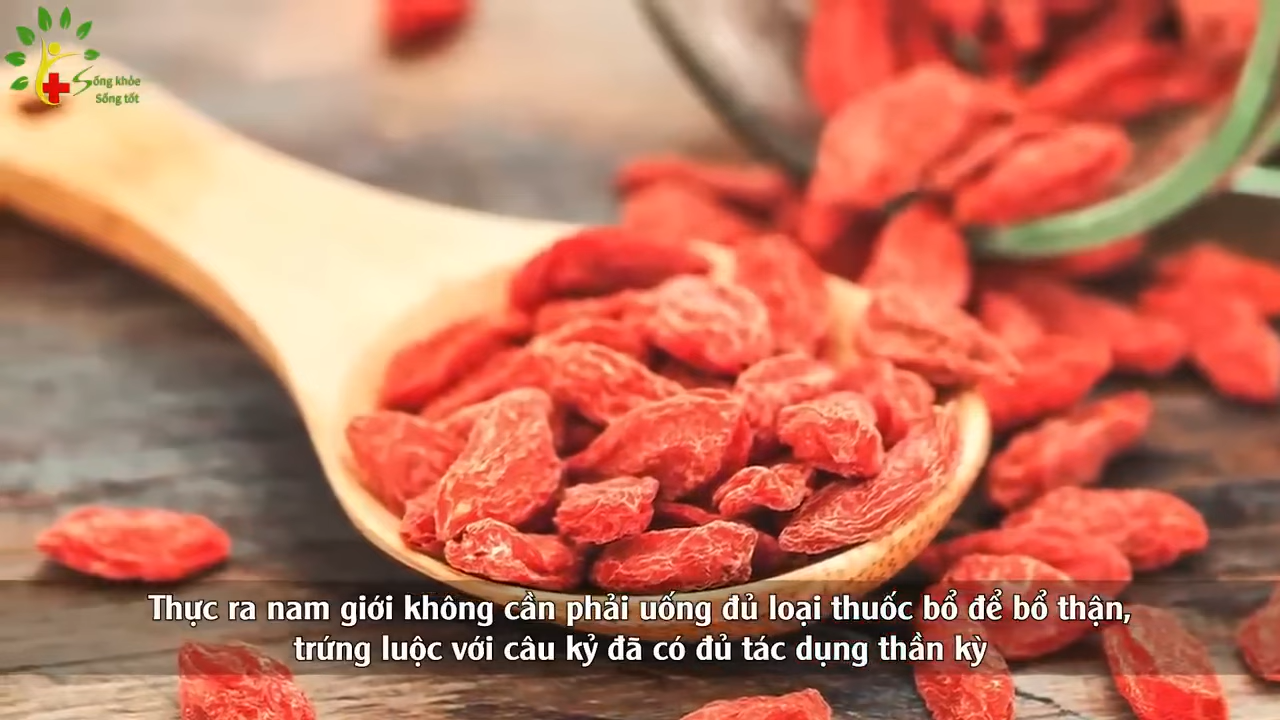 Sống khỏe
Sống tốt
Thực ra nam giới không cần phải uống đủ loại thuốc bổ để bổ thận,
trứng luộc với câu kỷ đã có đủ tác dụng thần kỳ